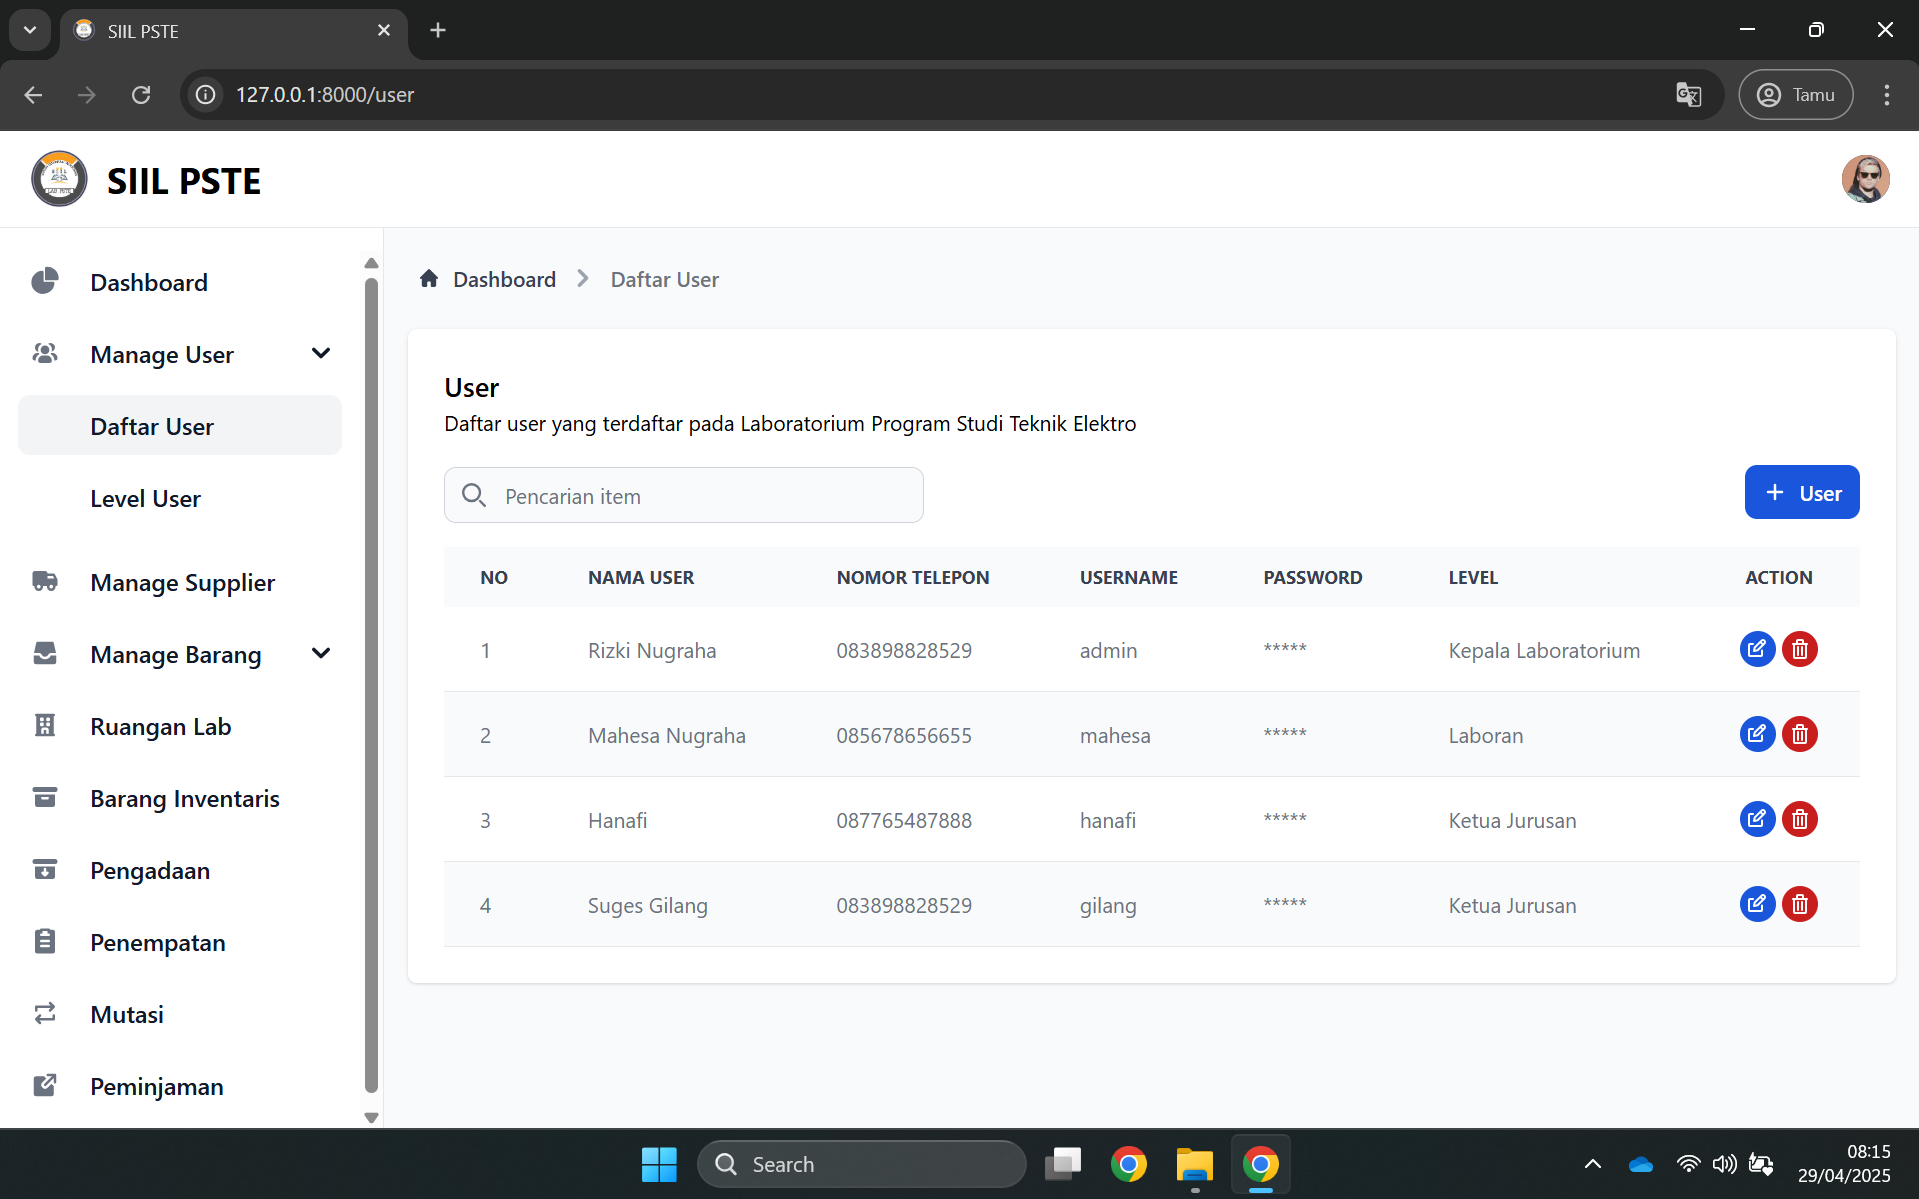 SIIL PSTE
127.0.0.1:8000/user
Tamu
SIIL PSTE
Dashboard
Manage User
Daftar User
Level User
Manage Supplier
Manage Barang
Ruangan Lab
Barang Inventaris
Pengadaan
Penempatan
Mutasi
Peminjaman
Dashboard Daftar User
User
Daftar user yang terdaftar pada Laboratorium Program Studi Teknik Elektro
Pencarian item
+ User
NO NAMA USER NOMOR TELEPON USERNAME PASSWORD LEVEL ACTION
1 Rizki Nugraha 083898828529 admin ***** Kepala Laboratorium
2 Mahesa Nugraha 085678656655 mahesa ***** Laboran
3 Hanafi 087765487888 hanafi ***** Ketua Jurusan
4 Suges Gilang 083898828529 gilang ***** Ketua Jurusan
Search
08:15
29/04/2025